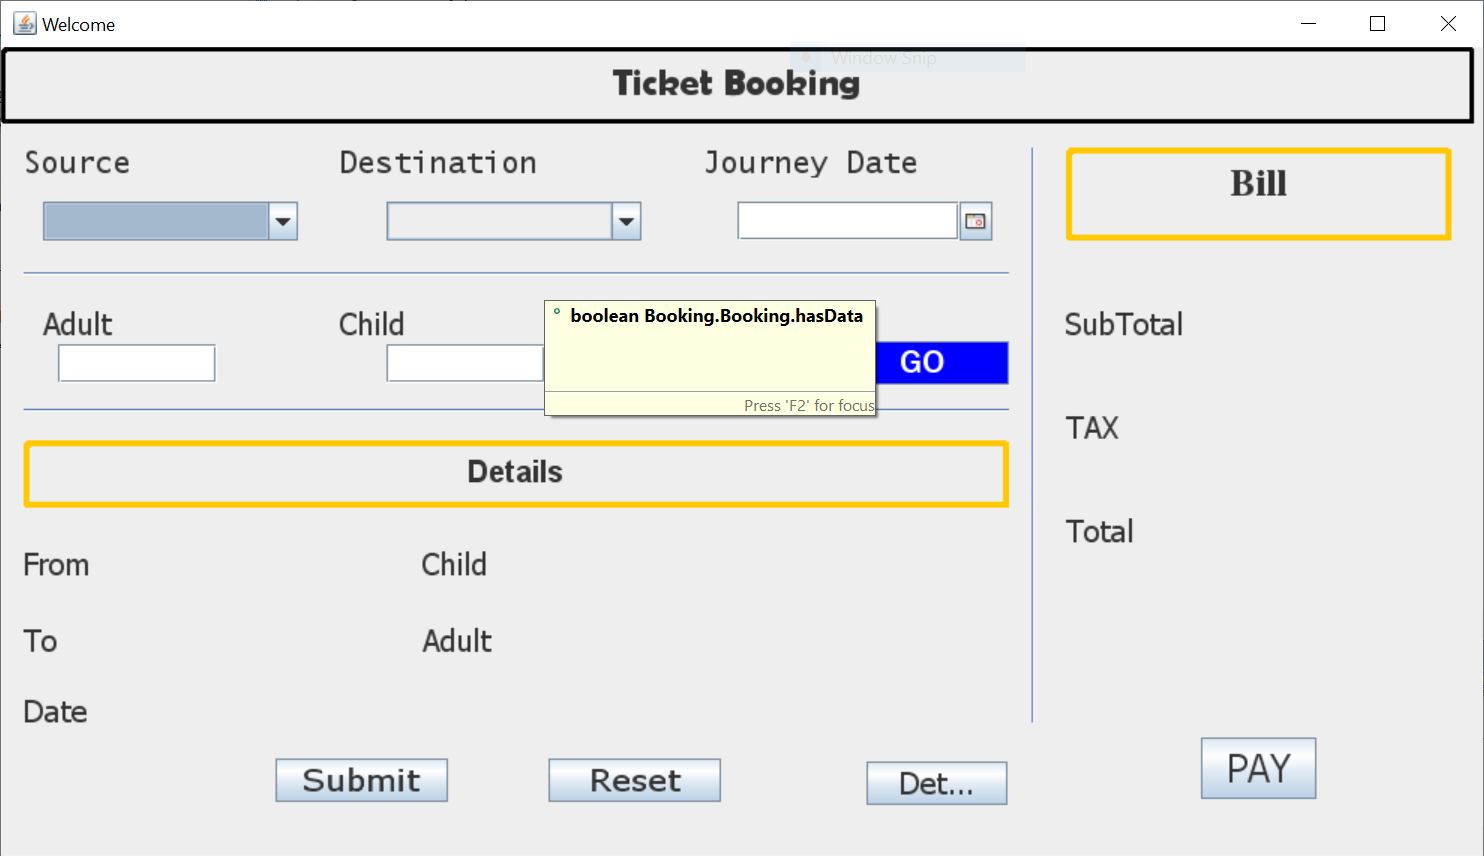 Welcome
Window Snip
Ticket Booking
Source Destination Journey Date
Bill
Adult Child
boolean Booking.Booking.hasData
SubTotal
GO
Press 'F2' for focus
TAX
Details
Total
From Child
To Adult
Date
Submit Reset Det... PAY